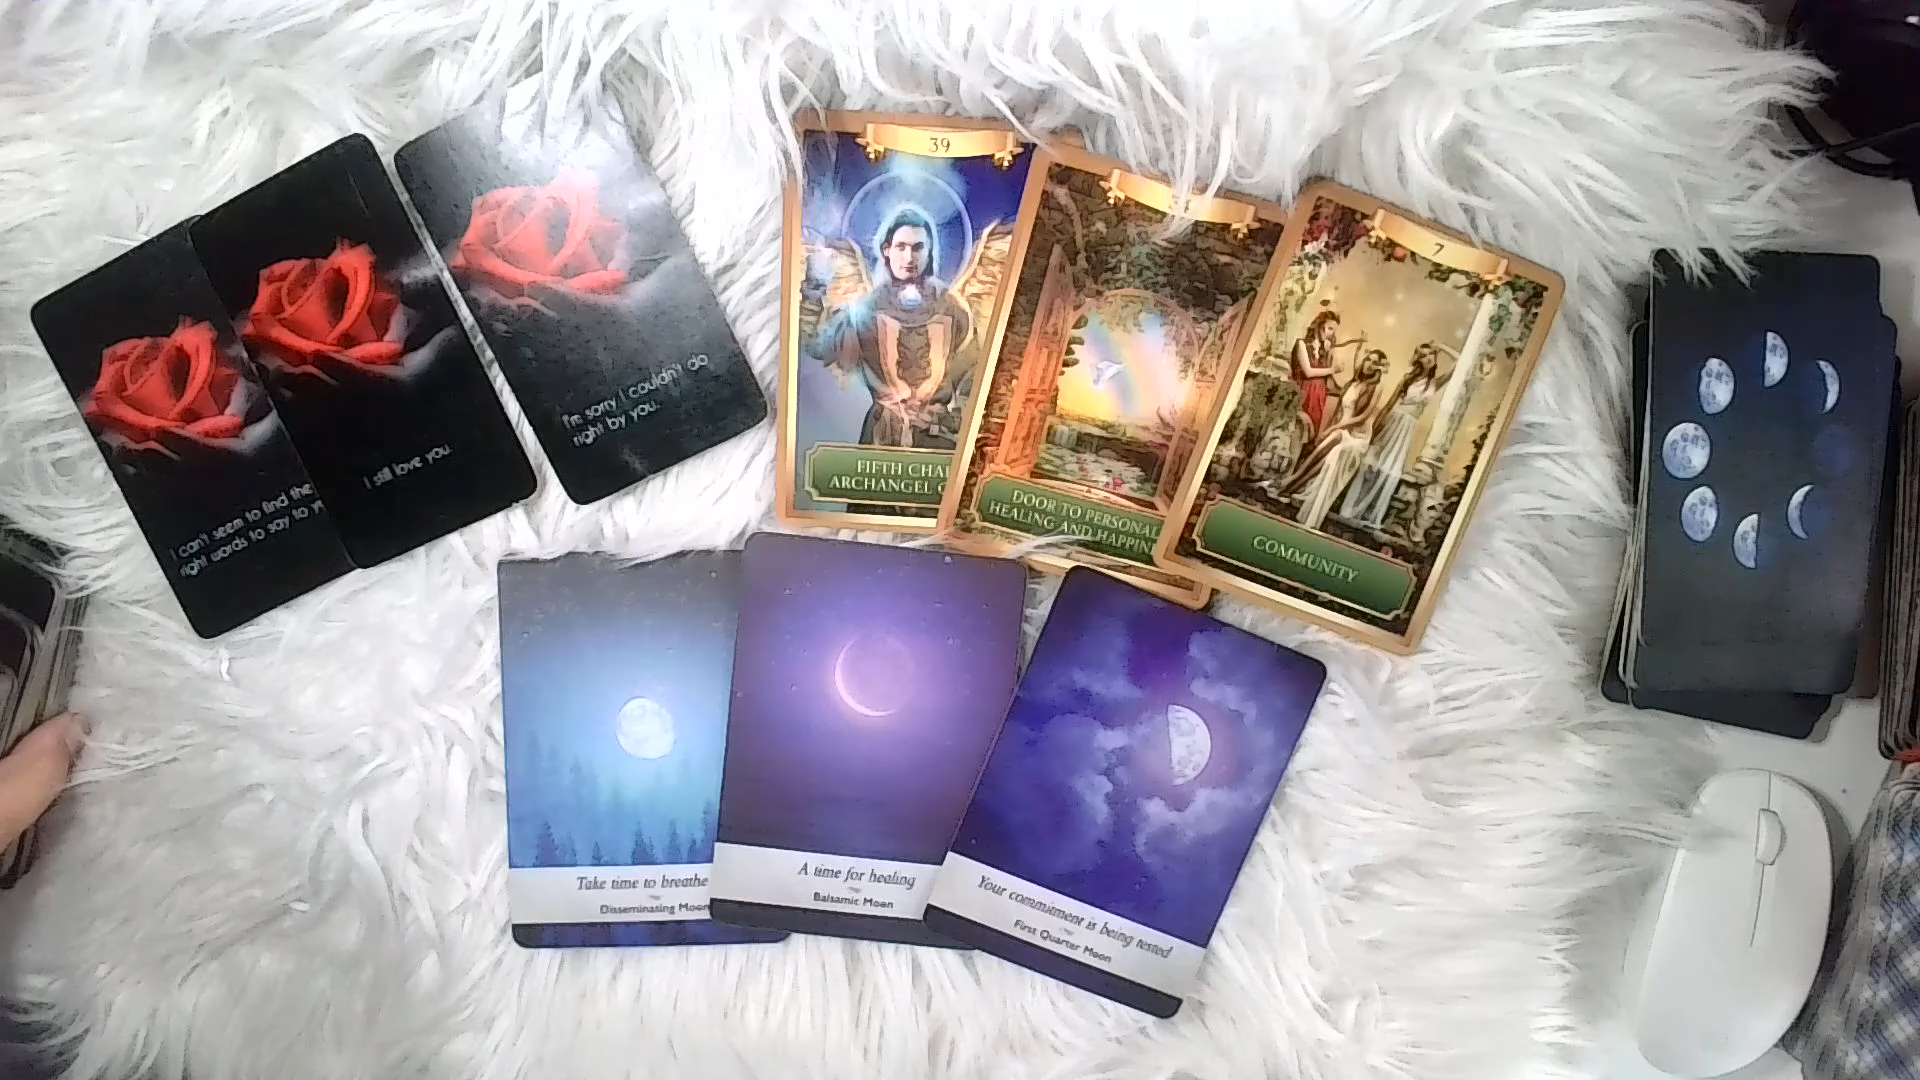 I can't seem to find the
right words to say to
I still love you.
I'm sorry I couldn't do
right by you.
39
FIFTH
ARCHANGEL
DOOR TO PERSONAL
HEALING AND
7
COMMUNITY
Take time to breathe
Disseminating Moon
A time for healing
Balsamic Moon
Your commitment is being tested
First Quarter Moon